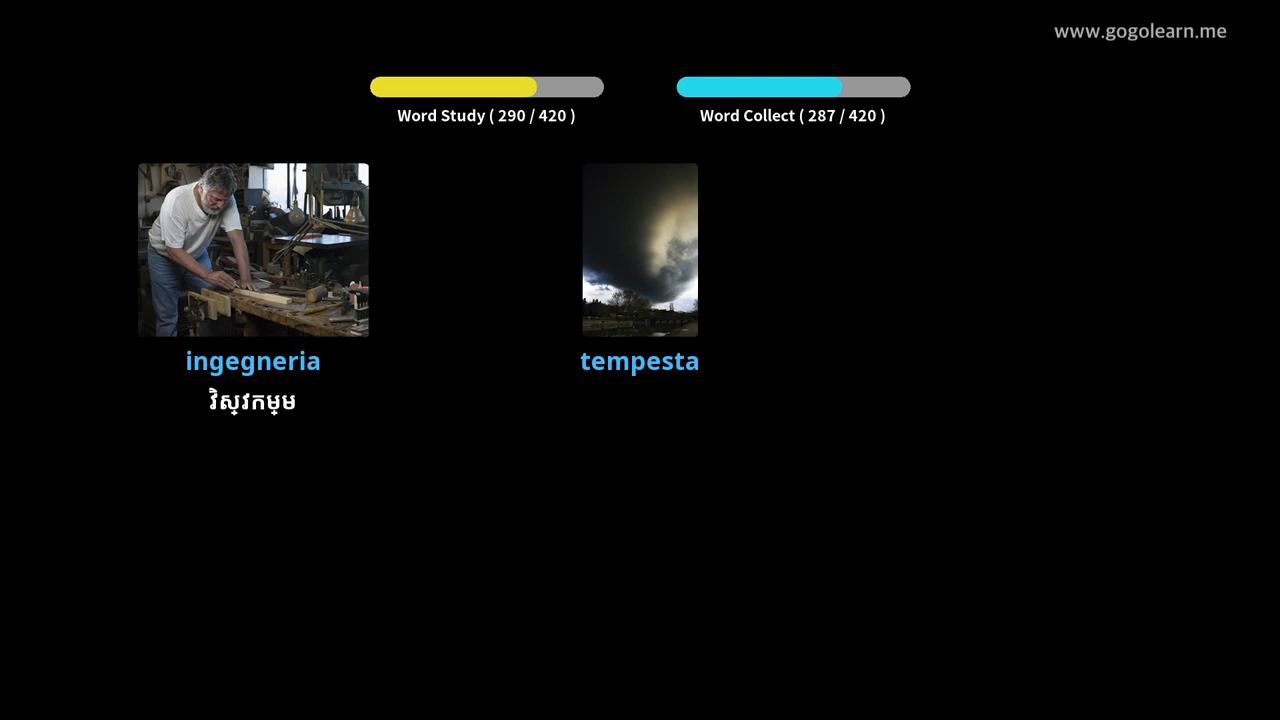 www.gogolearn.me
Word Study ( 290 / 420 )
Word Collect ( 287 / 420 )
ingegneria
tempesta
វិស្វកម្ម